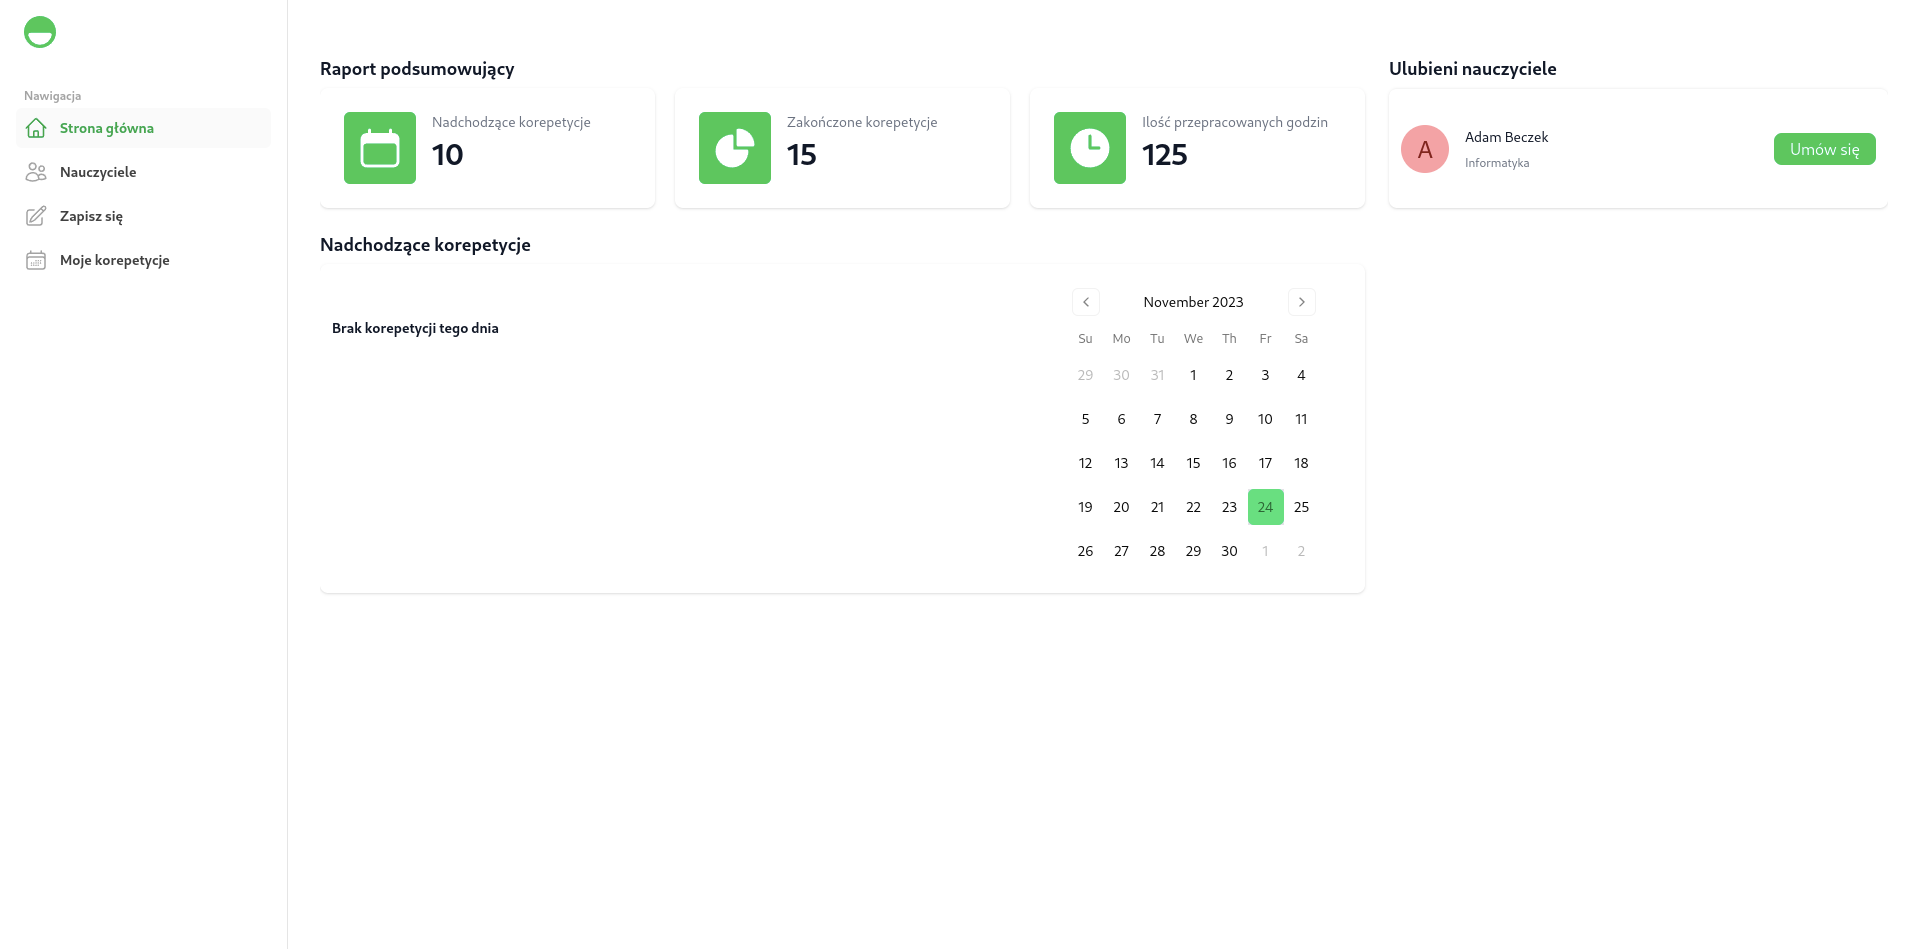 Nawigacja
Strona główna
Nauczyciele
Zapisz się
Moje korepetycje
Raport podsumowujący
Nadchodzące korepetycje
10
Zakończone korepetycje
15
Ilość przepracowanych godzin
125
Ulubieni nauczyciele
A
Adam Beczek
Informatyka
Umów się
Nadchodzące korepetycje
Brak korepetycji tego dnia
November 2023
Su Mo Tu We Th Fr Sa
29 30 31 1 2 3 4
5 6 7 8 9 10 11
12 13 14 15 16 17 18
19 20 21 22 23 24 25
26 27 28 29 30 1 2